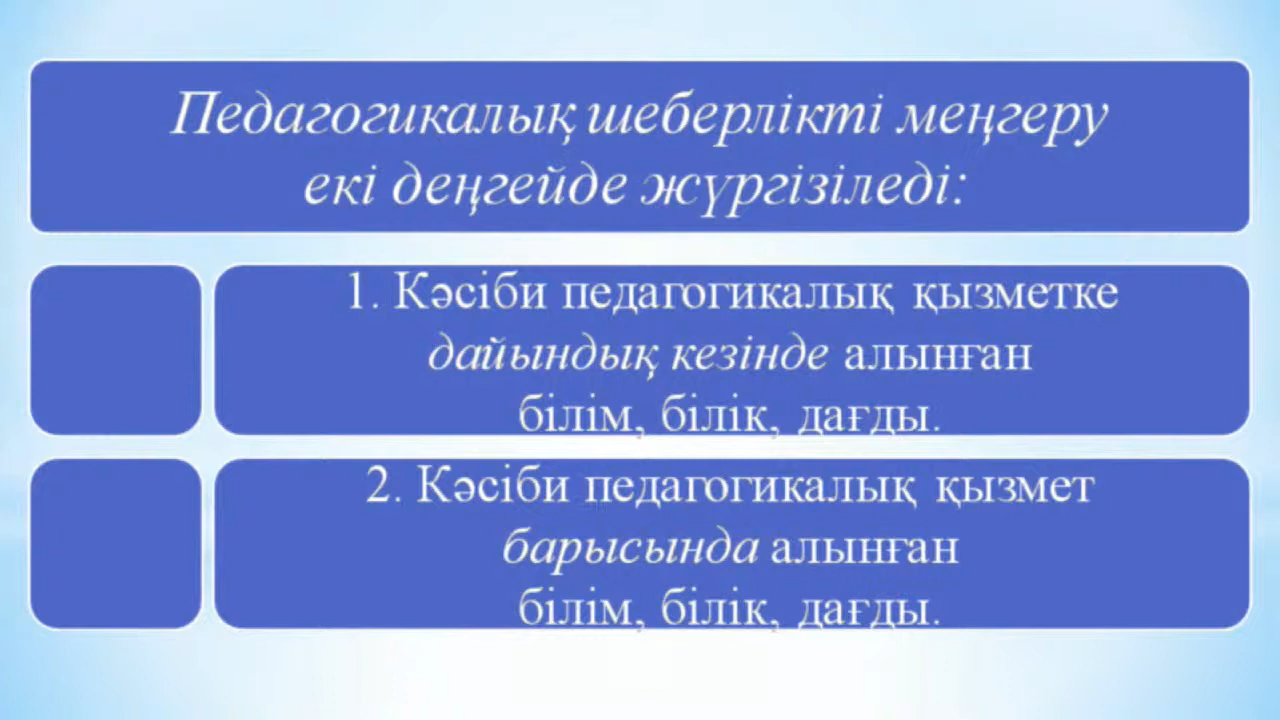 Педагогикалық шеберлікті меңгеру
екі деңгейде жүргізіледі:
1. Кәсіби педагогикалық қызметке
дайындық кезінде алынған
білім, білік, дағды.
2. Кәсіби педагогикалық қызмет
барысында алынған
білім, білік, дағды.